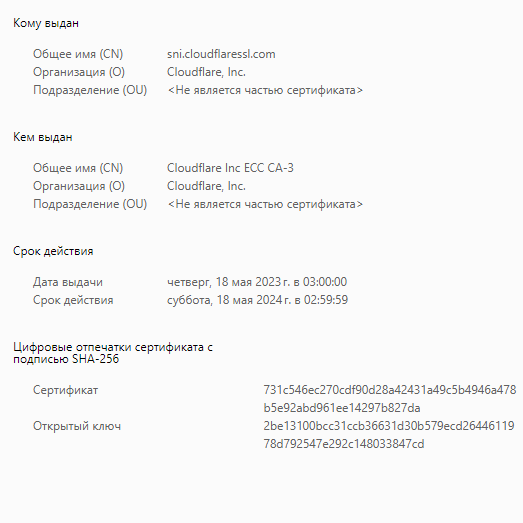 Кому выдан
Общее имя (CN) sni.cloudflaressl.com
Организация (O) Cloudflare, Inc.
Подразделение (OU) <Не является частью сертификата>
Кем выдан
Общее имя (CN) Cloudflare Inc ECC CA-3
Организация (O) Cloudflare, Inc.
Подразделение (OU) <Не является частью сертификата>
Срок действия
Дата выдачи четверг, 18 мая 2023 г. в 03:00:00
Срок действия суббота, 18 мая 2024 г. в 02:59:59
Цифровые отпечатки сертификата с
подписью SHA-256
Сертификат 731c546ec270cdf90d28a42431a49c5b4946a478
b5e92abd961ee14297b827da
Открытый ключ 2be13100bcc31ccb36631d30b579ecd26446119
78d792547e292c148033847cd